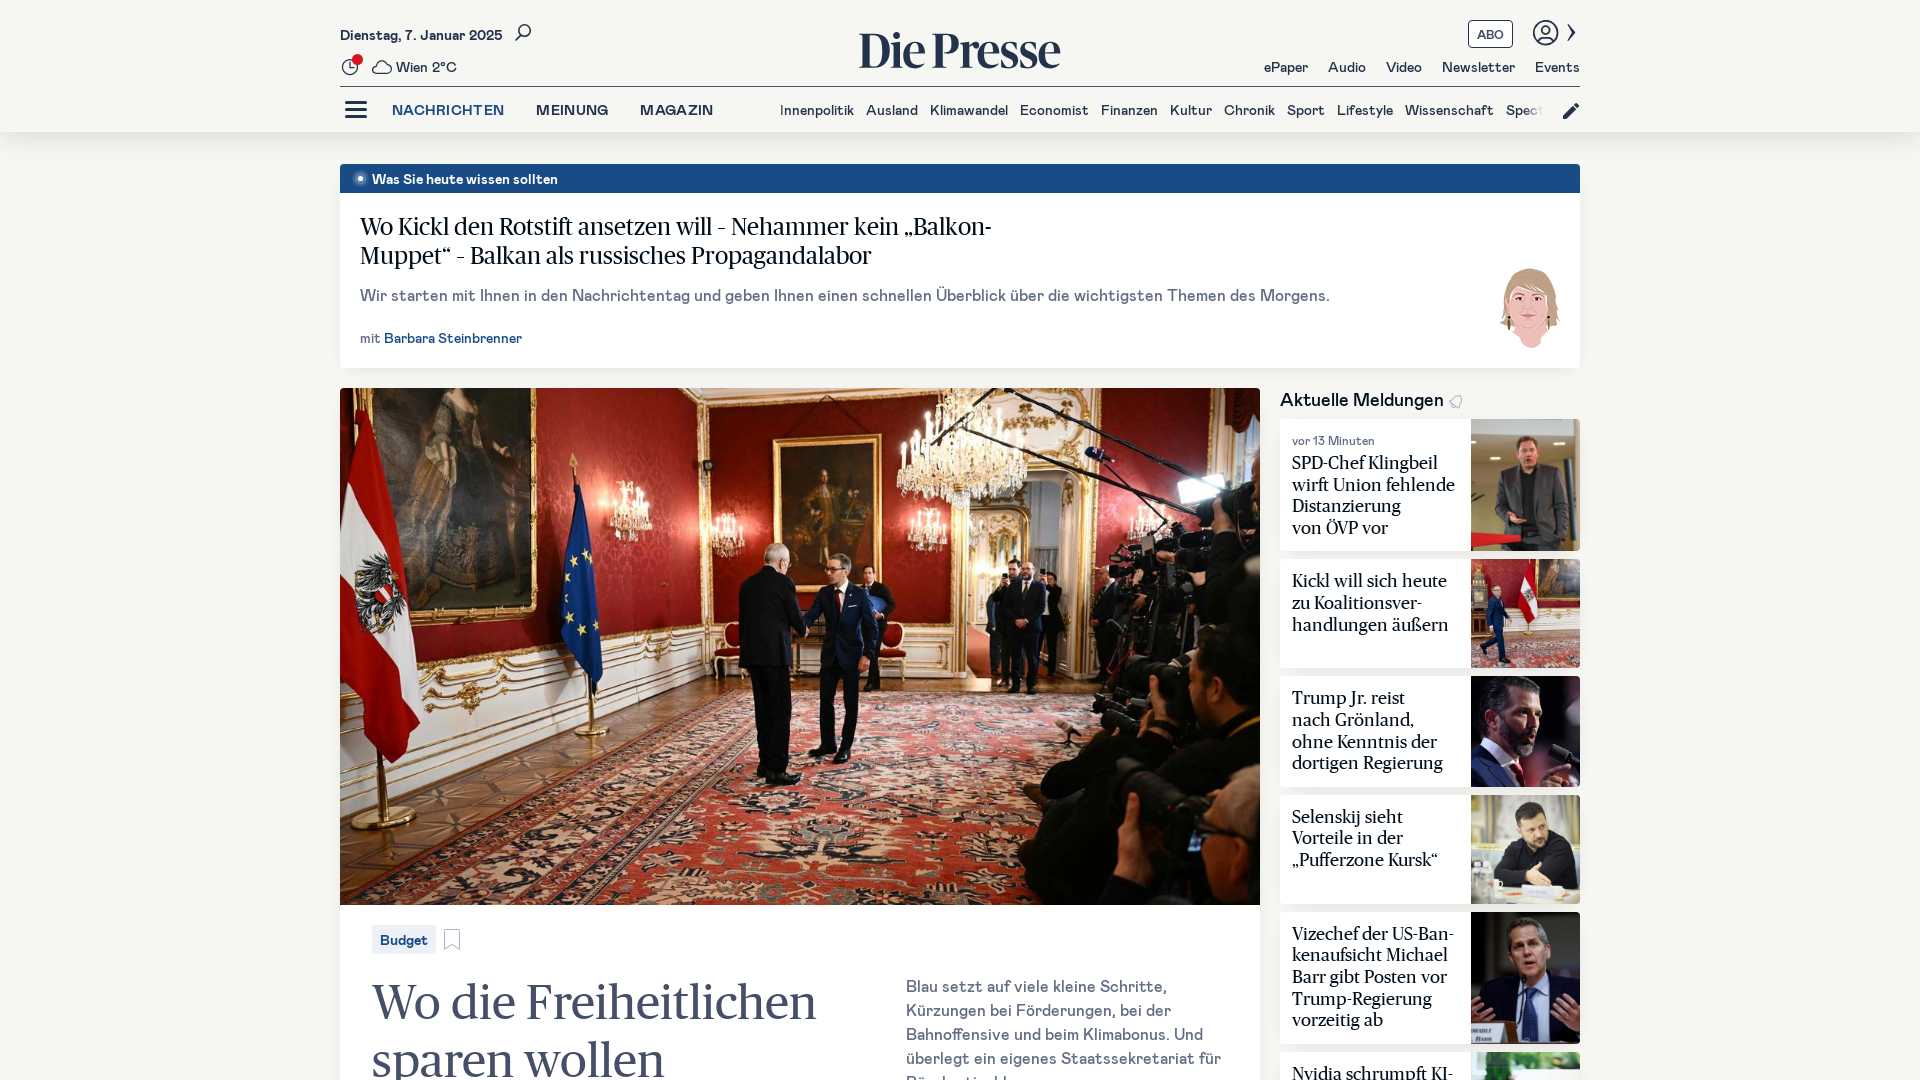 Dienstag, 7. Januar 2025
Wien 2°C
Die Presse
ABO
ePaper Audio Video Newsletter Events
NACHRICHTEN MEINUNG MAGAZIN
Innenpolitik Ausland Klimawandel Economist Finanzen Kultur Chronik Sport Lifestyle Wissenschaft Spect
Was Sie heute wissen sollten
Wo Kickl den Rotstift ansetzen will – Nehammer kein „Balkon-
Muppet“ – Balkan als russisches Propagandalabor
Wir starten mit Ihnen in den Nachrichtentag und geben Ihnen einen schnellen Überblick über die wichtigsten Themen des Morgens.
mit Barbara Steinbrenner
Budget
Wo die Freiheitlichen
sparen wollen
Blau setzt auf viele kleine Schritte,
Kürzungen bei Förderungen, bei der
Bahnoffensive und beim Klimabonus. Und
überlegt ein eigenes Staatssekretariat für
Aktuelle Meldungen
vor 13 Minuten
SPD-Chef Klingbeil
wirft Union fehlende
Distanzierung
von ÖVP vor
Kickl will sich heute
zu Koalitionsver-
handlungen äußern
Trump Jr. reist
nach Grönland,
ohne Kenntnis der
dortigen Regierung
Selenskij sieht
Vorteile in der
„Pufferzone Kursk“
Vizechef der US-Ban-
kenaufsicht Michael
Barr gibt Posten vor
Trump-Regierung
vorzeitig ab
Nvidia schrumpft KI-